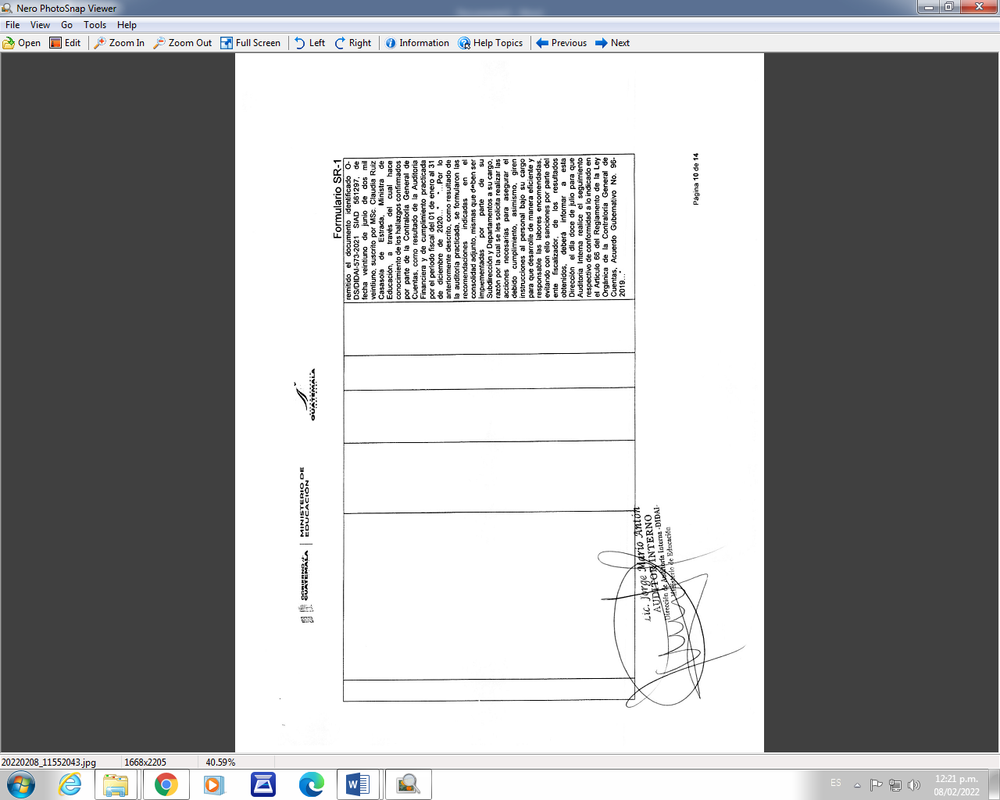 Nero PhotoSnap Viewer
File View Go Tools Help
Open Edit Zoom In Zoom Out Full Screen Left Right Information Help Topics Previous Next
GOBIERNO de
GUATEMALA
MINISTERIO DE
EDUCACIÓN
GUATEMALA
Formulario SR-1
remitido el documento identificado O-
DS/DIDAI-573-2021 SIAD 561297, de
fecha veintiuno de junio de dos mil
veintiuno, suscrito por MSc. Claudia Ruíz
Casasola de Estrada, Ministra de
Educación, a través del cual hace
conocimiento de los hallazgos confirmados
por parte de la Contraloría General de
Cuentas, como resultado de la Auditoría
Financiera y de cumplimiento practicada
por el período fiscal del 01 de enero al 31
de diciembre de 2020..." "...Por lo
anteriormente descrito, como resultado de
la auditoría practicada, se formularon las
recomendaciones indicadas en el
consolidad adjunto, mismas que deben ser
impementadas por parte de su
Subdirección y Departamentos a su cargo,
razón por la cual se les solicita realizar las
acciones necesarias para asegurar el
debido cumplimiento, asimismo, giren
instrucciones al personal bajo su cargo
para que desarrolle de manera eficiente y
responsable las labores encomendadas,
evitando con ello sanciones por parte del
ente fiscalizador, de los resultados
obtenidos, deberá informar a esta
Dirección el día doce de julio para que
Auditoría Interna realice el seguimiento
respectivo de conformidad a lo indicado en
el Artículo 66 del Reglamento de la Ley
Orgánica de la Contraloría General de
Cuentas, Acuerdo Gubernativo No. 96-
2019..."
Lic. Jorge Mario Antón
AUDITOR INTERNO
Dirección de Auditoría Interna -DIDAI-
Ministerio de Educación
Página 10 de 14
20220208_11552043.jpg 1668x2205 40.59%
ES 12:21 p.m.
08/02/2022